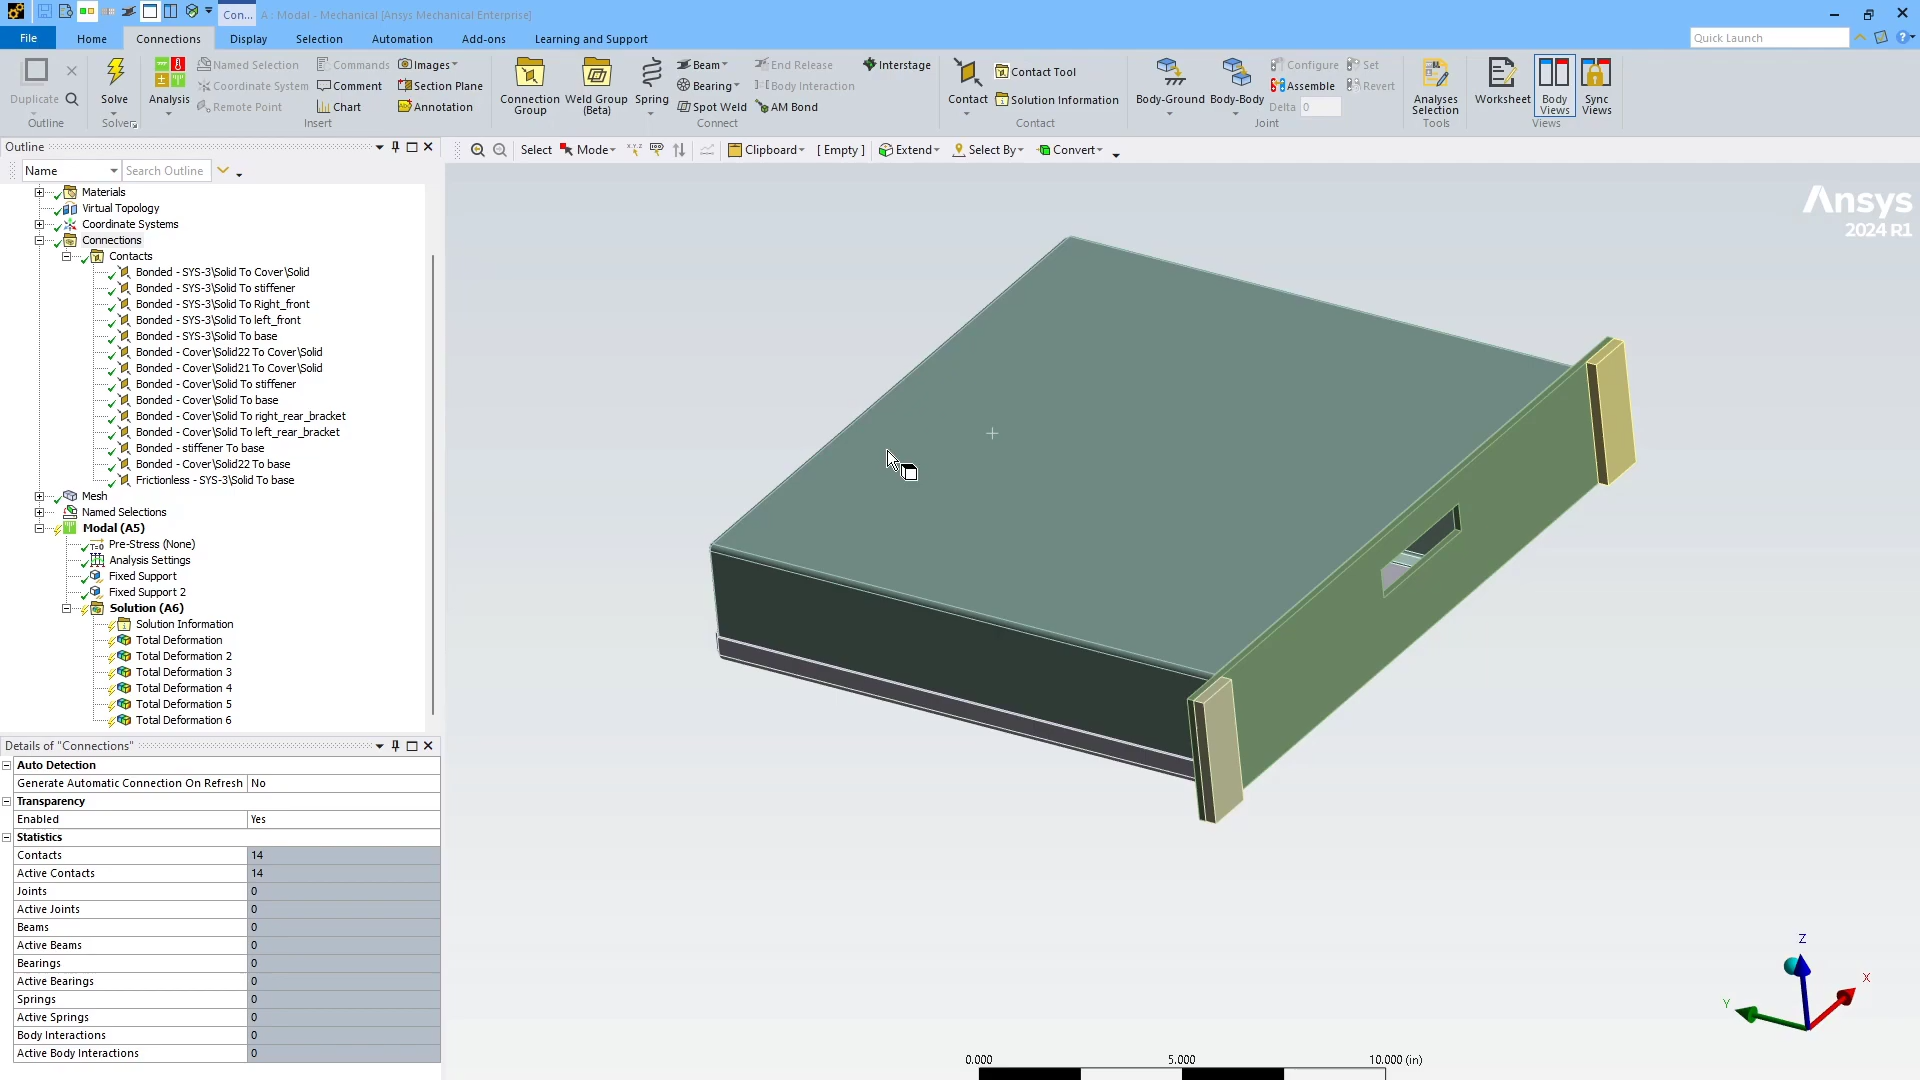 Con... A : Modal - Mechanical [Ansys Mechanical Enterprise]
File Home Connections Display Selection Automation Add-ons Learning and Support Quick Launch
Duplicate
Outline
Solve
Solver
Analysis
Named Selection
Coordinate System
Remote Point
Commands
Comment
Chart
Images
Section Plane
Annotation
Insert
Connection Group
Weld Group (Beta)
Spring
Beam
Bearing
Spot Weld
End Release
Body Interaction
AM Bond
Interstage
Connect
Contact
Contact Tool
Solution Information
Contact
Body-Ground
Body-Body
Configure
Assemble
Delta 0
Set
Revert
Joint
Analyses Selection
Tools
Worksheet
Body Views
Sync Views
Views
Outline
Name Search Outline
Select Mode Clipboard [ Empty ] Extend Select By Convert
Materials
Virtual Topology
Coordinate Systems
Connections
Contacts
Bonded - SYS-3\Solid To Cover\Solid
Bonded - SYS-3\Solid To stiffener
Bonded - SYS-3\Solid To Right_front
Bonded - SYS-3\Solid To left_front
Bonded - SYS-3\Solid To base
Bonded - Cover\Solid22 To Cover\Solid
Bonded - Cover\Solid21 To Cover\Solid
Bonded - Cover\Solid To stiffener
Bonded - Cover\Solid To base
Bonded - Cover\Solid To right_rear_bracket
Bonded - Cover\Solid To left_rear_bracket
Bonded - stiffener To base
Bonded - Cover\Solid22 To base
Frictionless - SYS-3\Solid To base
Mesh
Named Selections
Modal (A5)
Pre-Stress (None)
Analysis Settings
Fixed Support
Fixed Support 2
Solution (A6)
Solution Information
Total Deformation
Total Deformation 2
Total Deformation 3
Total Deformation 4
Total Deformation 5
Total Deformation 6
Details of "Connections"
Auto Detection
Generate Automatic Connection On Refresh No
Transparency
Enabled Yes
Statistics
Contacts 14
Active Contacts 14
Joints 0
Active Joints 0
Beams 0
Active Beams 0
Bearings 0
Active Bearings 0
Springs 0
Active Springs 0
Body Interactions 0
Active Body Interactions 0
Ansys
2024 R1
Z
X
Y
0.000 5.000 10.000 (in)